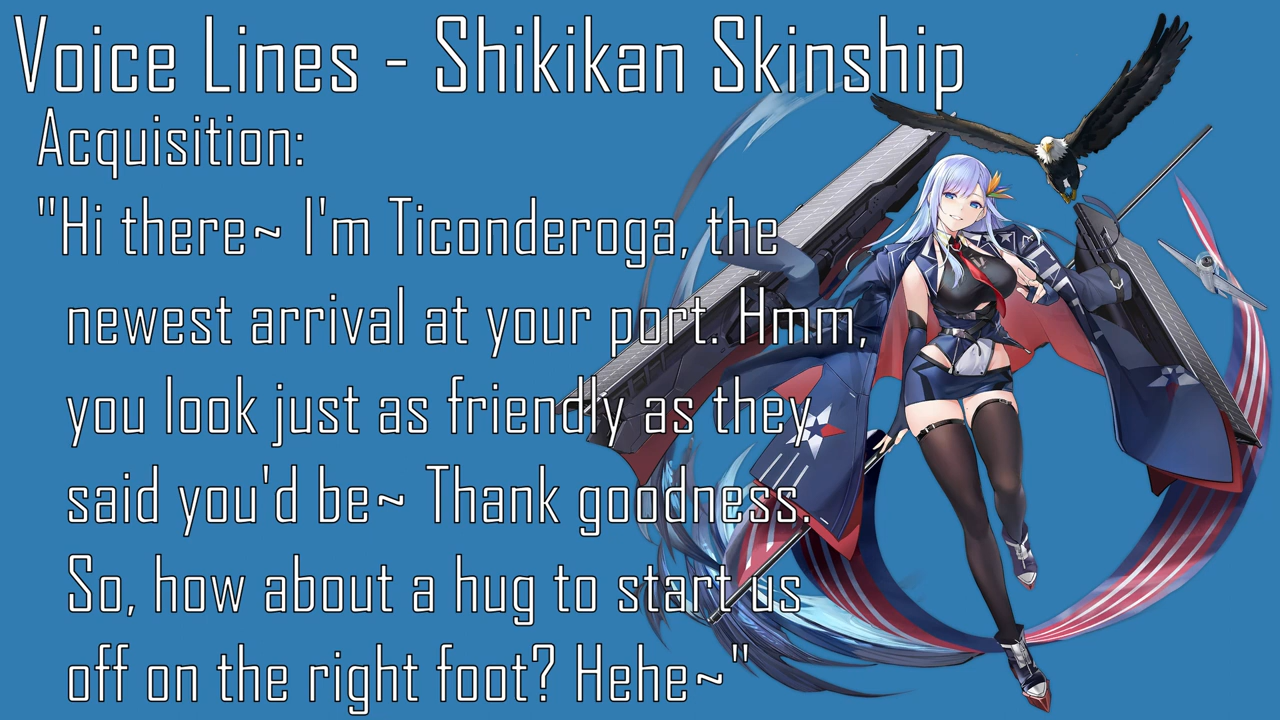 Voice Lines - Shikikan Skinship
Acquisition:
"Hi there~ I'm Ticonderoga, the
newest arrival at your port. Hmm,
you look just as friendly as they
said you'd be~ Thank goodness.
So, how about a hug to start us
off on the right foot? Hehe~"